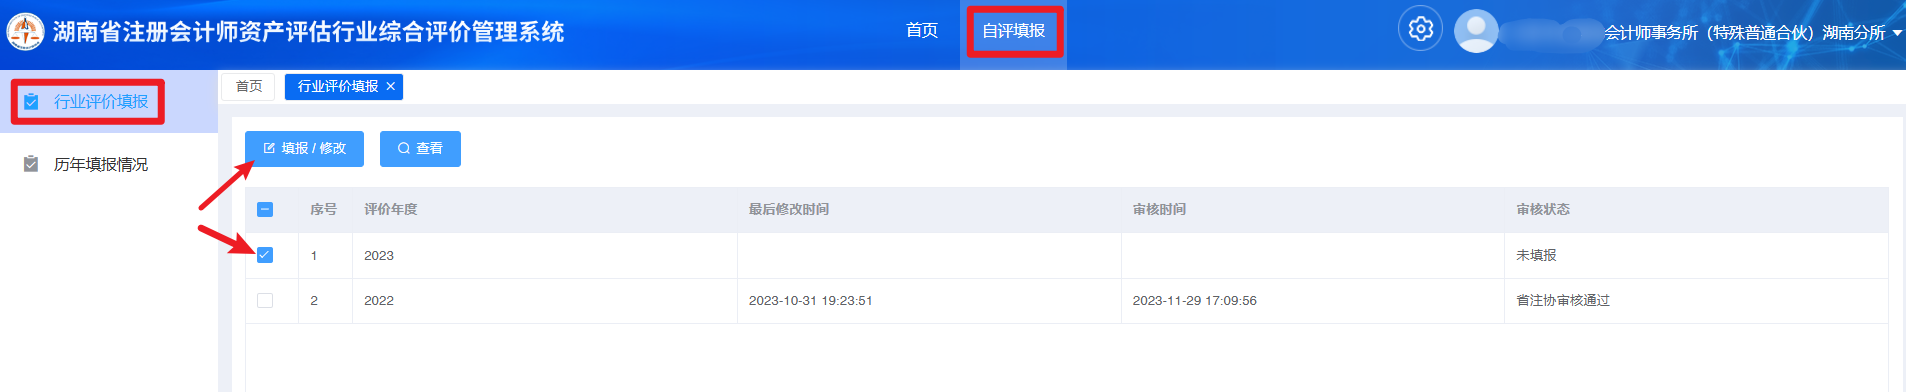 湖南省注册会计师资产评估行业综合评价管理系统
首页
自评填报
会计师事务所（特殊普通合伙）湖南分所
行业评价填报
历年填报情况
首页
行业评价填报 ×
填报 / 修改
查看
序号 评价年度 最后修改时间 审核时间 审核状态
1 2023 未填报
2 2022 2023-10-31 19:23:51 2023-11-29 17:09:56 省注协审核通过